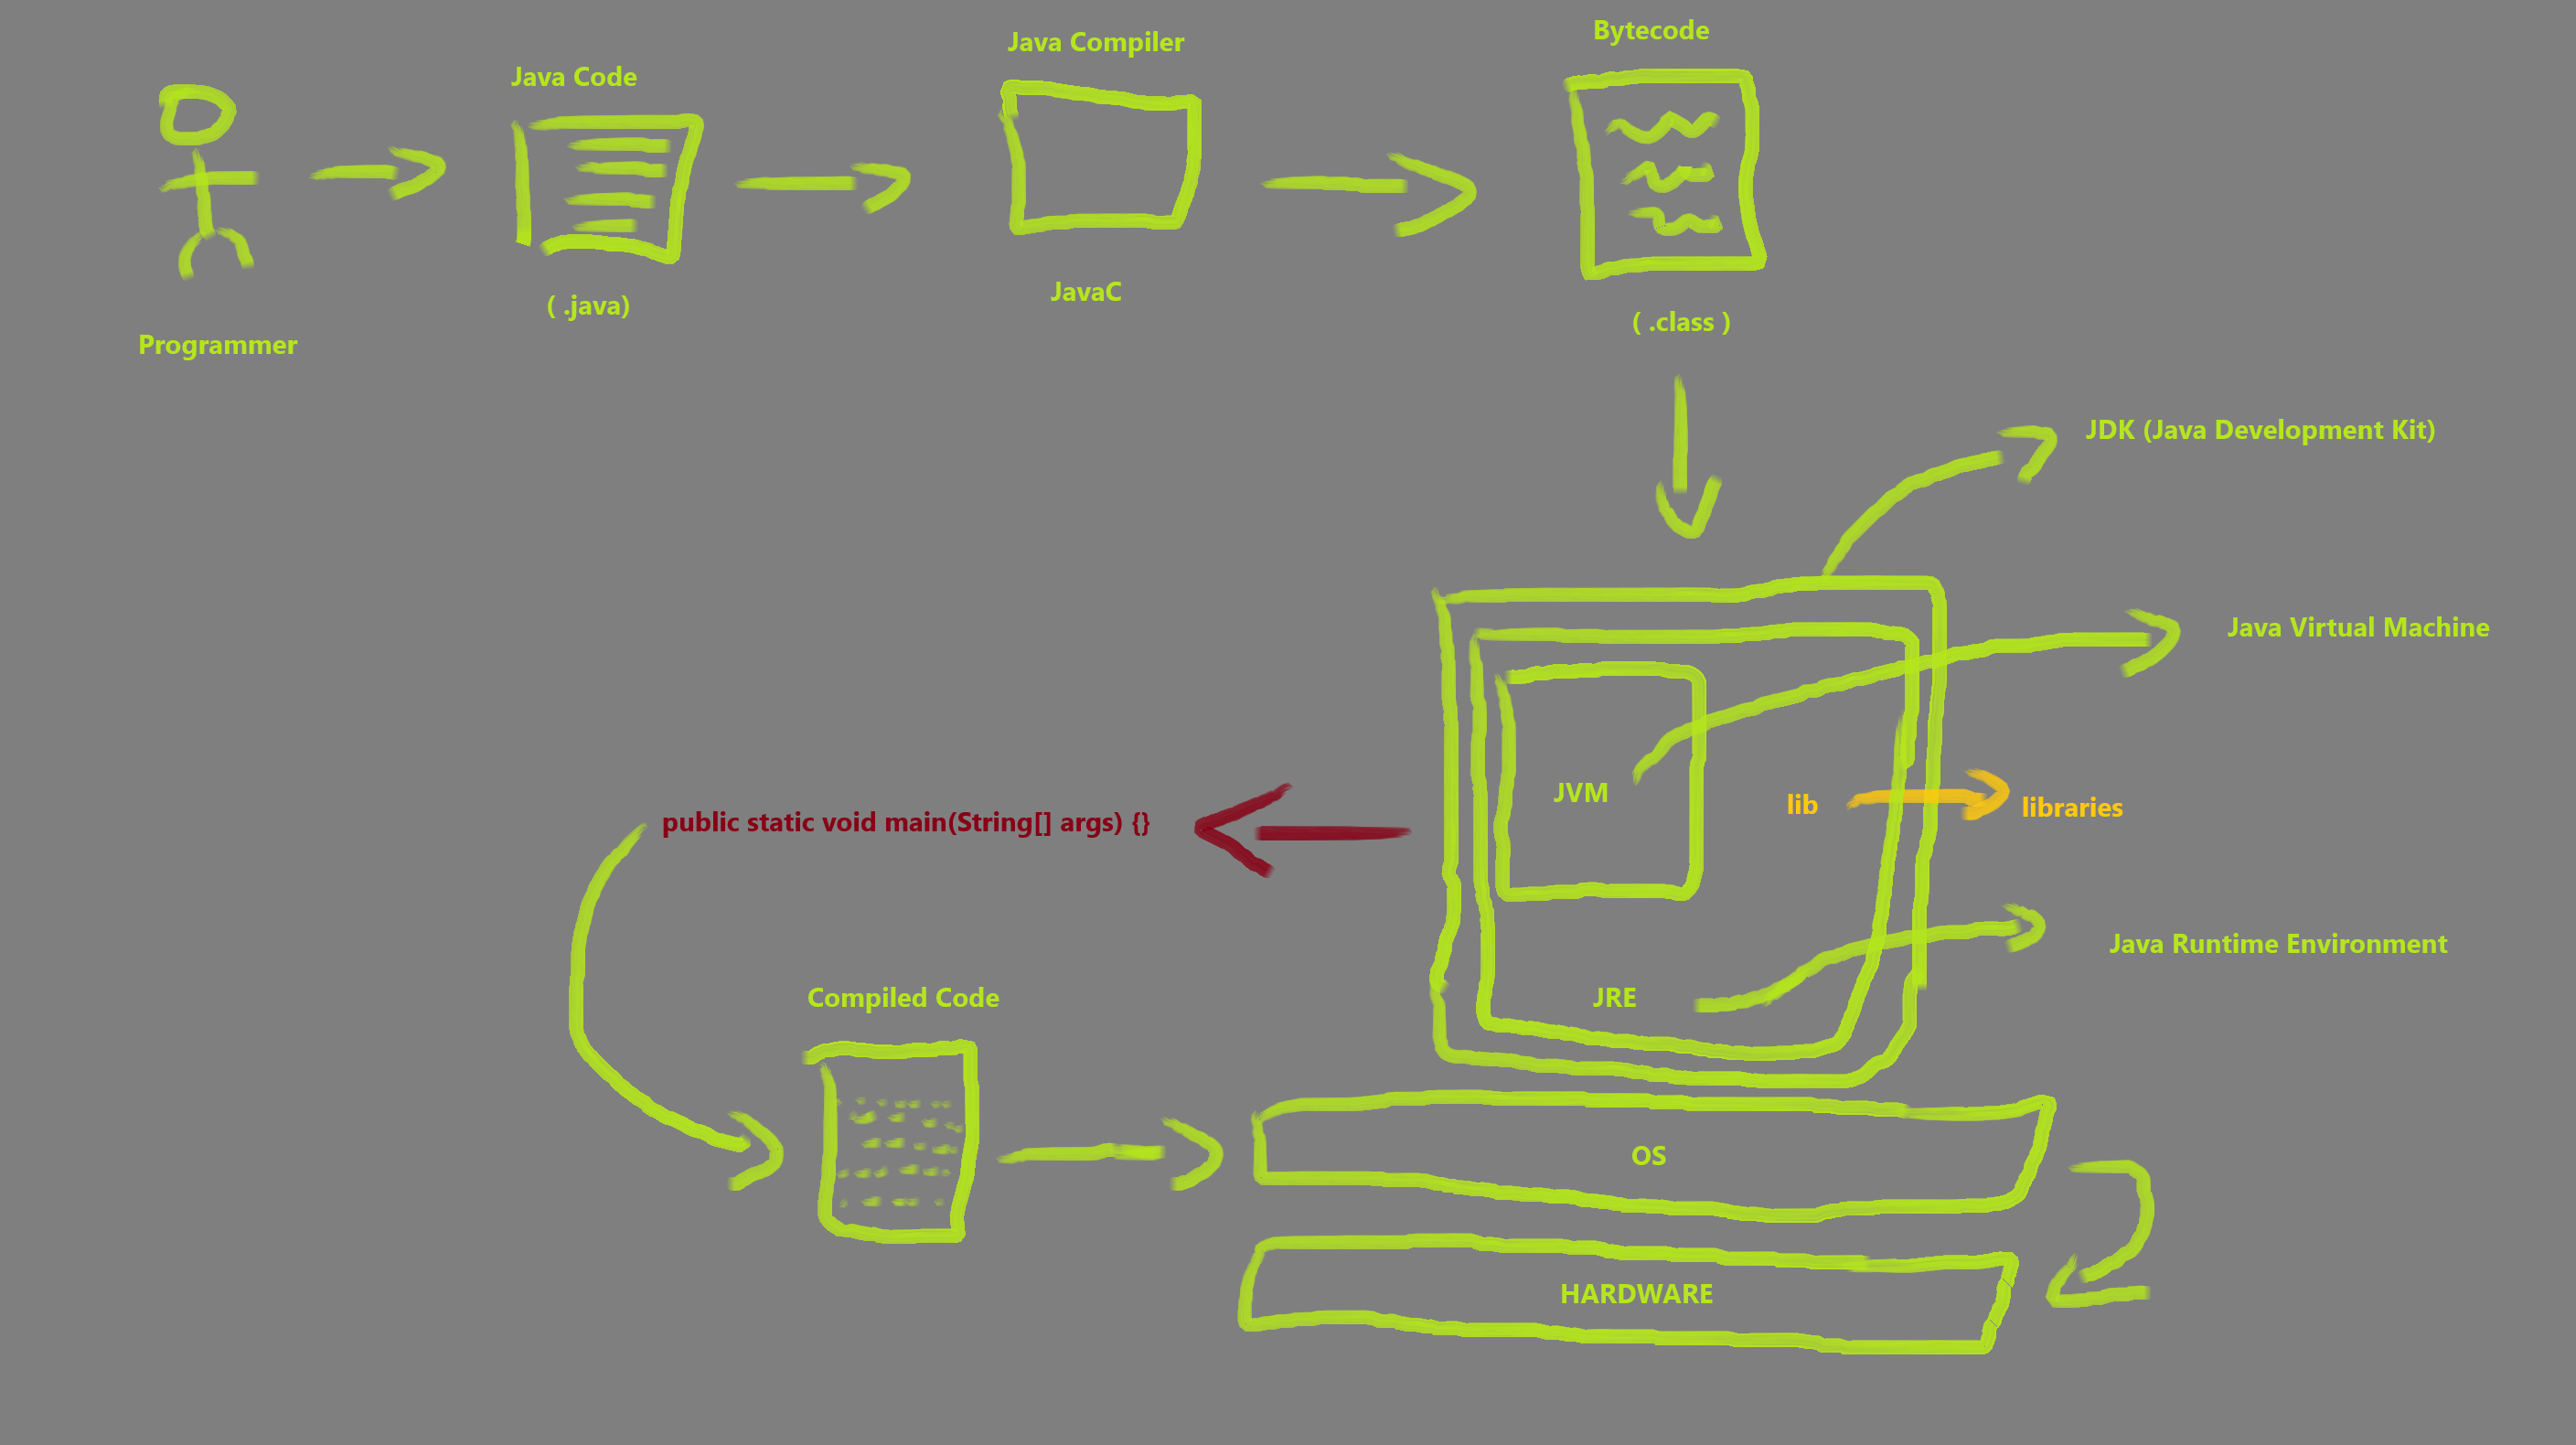 Bytecode
Java Compiler
Java Code
JavaC
( .java)
( .class )
Programmer
JDK (Java Development Kit)
Java Virtual Machine
JVM
lib
libraries
public static void main(String[] args) {}
Java Runtime Environment
JRE
Compiled Code
OS
HARDWARE